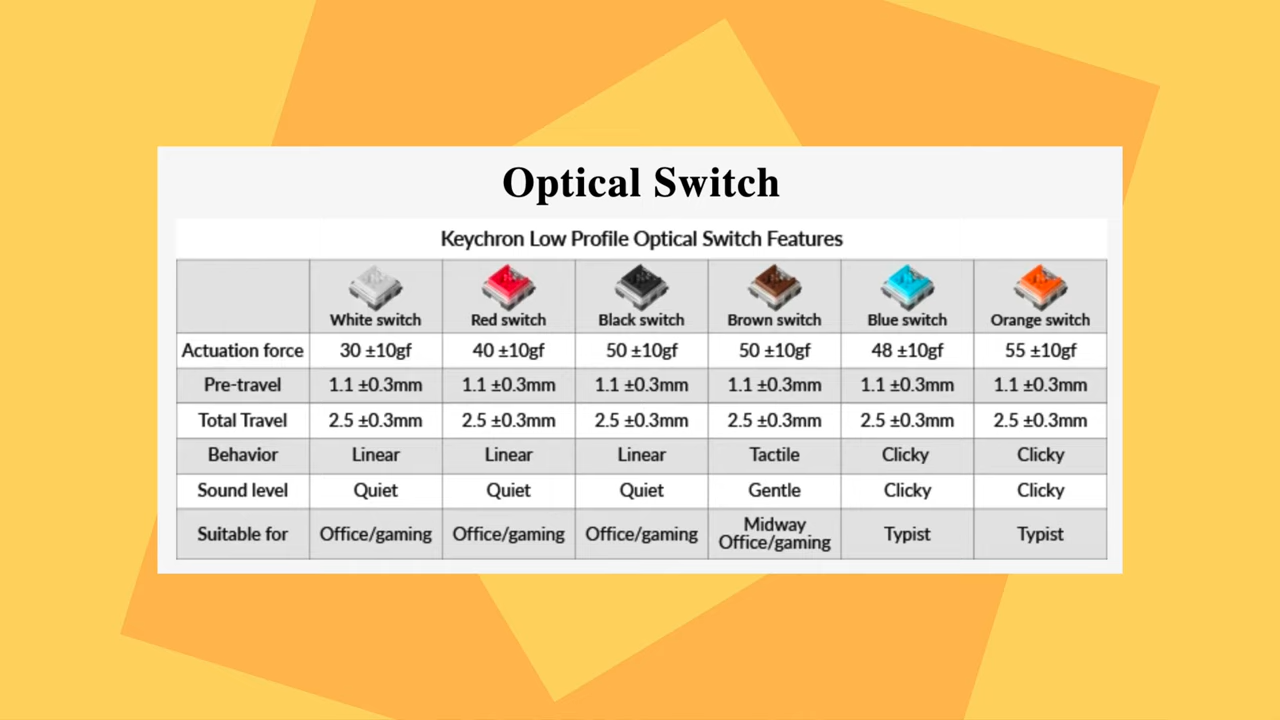 Optical Switch
Keychron Low Profile Optical Switch Features
White switch Red switch Black switch Brown switch Blue switch Orange switch
Actuation force 30 ±10gf 40 ±10gf 50 ±10gf 50 ±10gf 48 ±10gf 55 ±10gf
Pre-travel 1.1 ±0.3mm 1.1 ±0.3mm 1.1 ±0.3mm 1.1 ±0.3mm 1.1 ±0.3mm 1.1 ±0.3mm
Total Travel 2.5 ±0.3mm 2.5 ±0.3mm 2.5 ±0.3mm 2.5 ±0.3mm 2.5 ±0.3mm 2.5 ±0.3mm
Behavior Linear Linear Linear Tactile Clicky Clicky
Sound level Quiet Quiet Quiet Gentle Clicky Clicky
Suitable for Office/gaming Office/gaming Office/gaming Midway Office/gaming Typist Typist